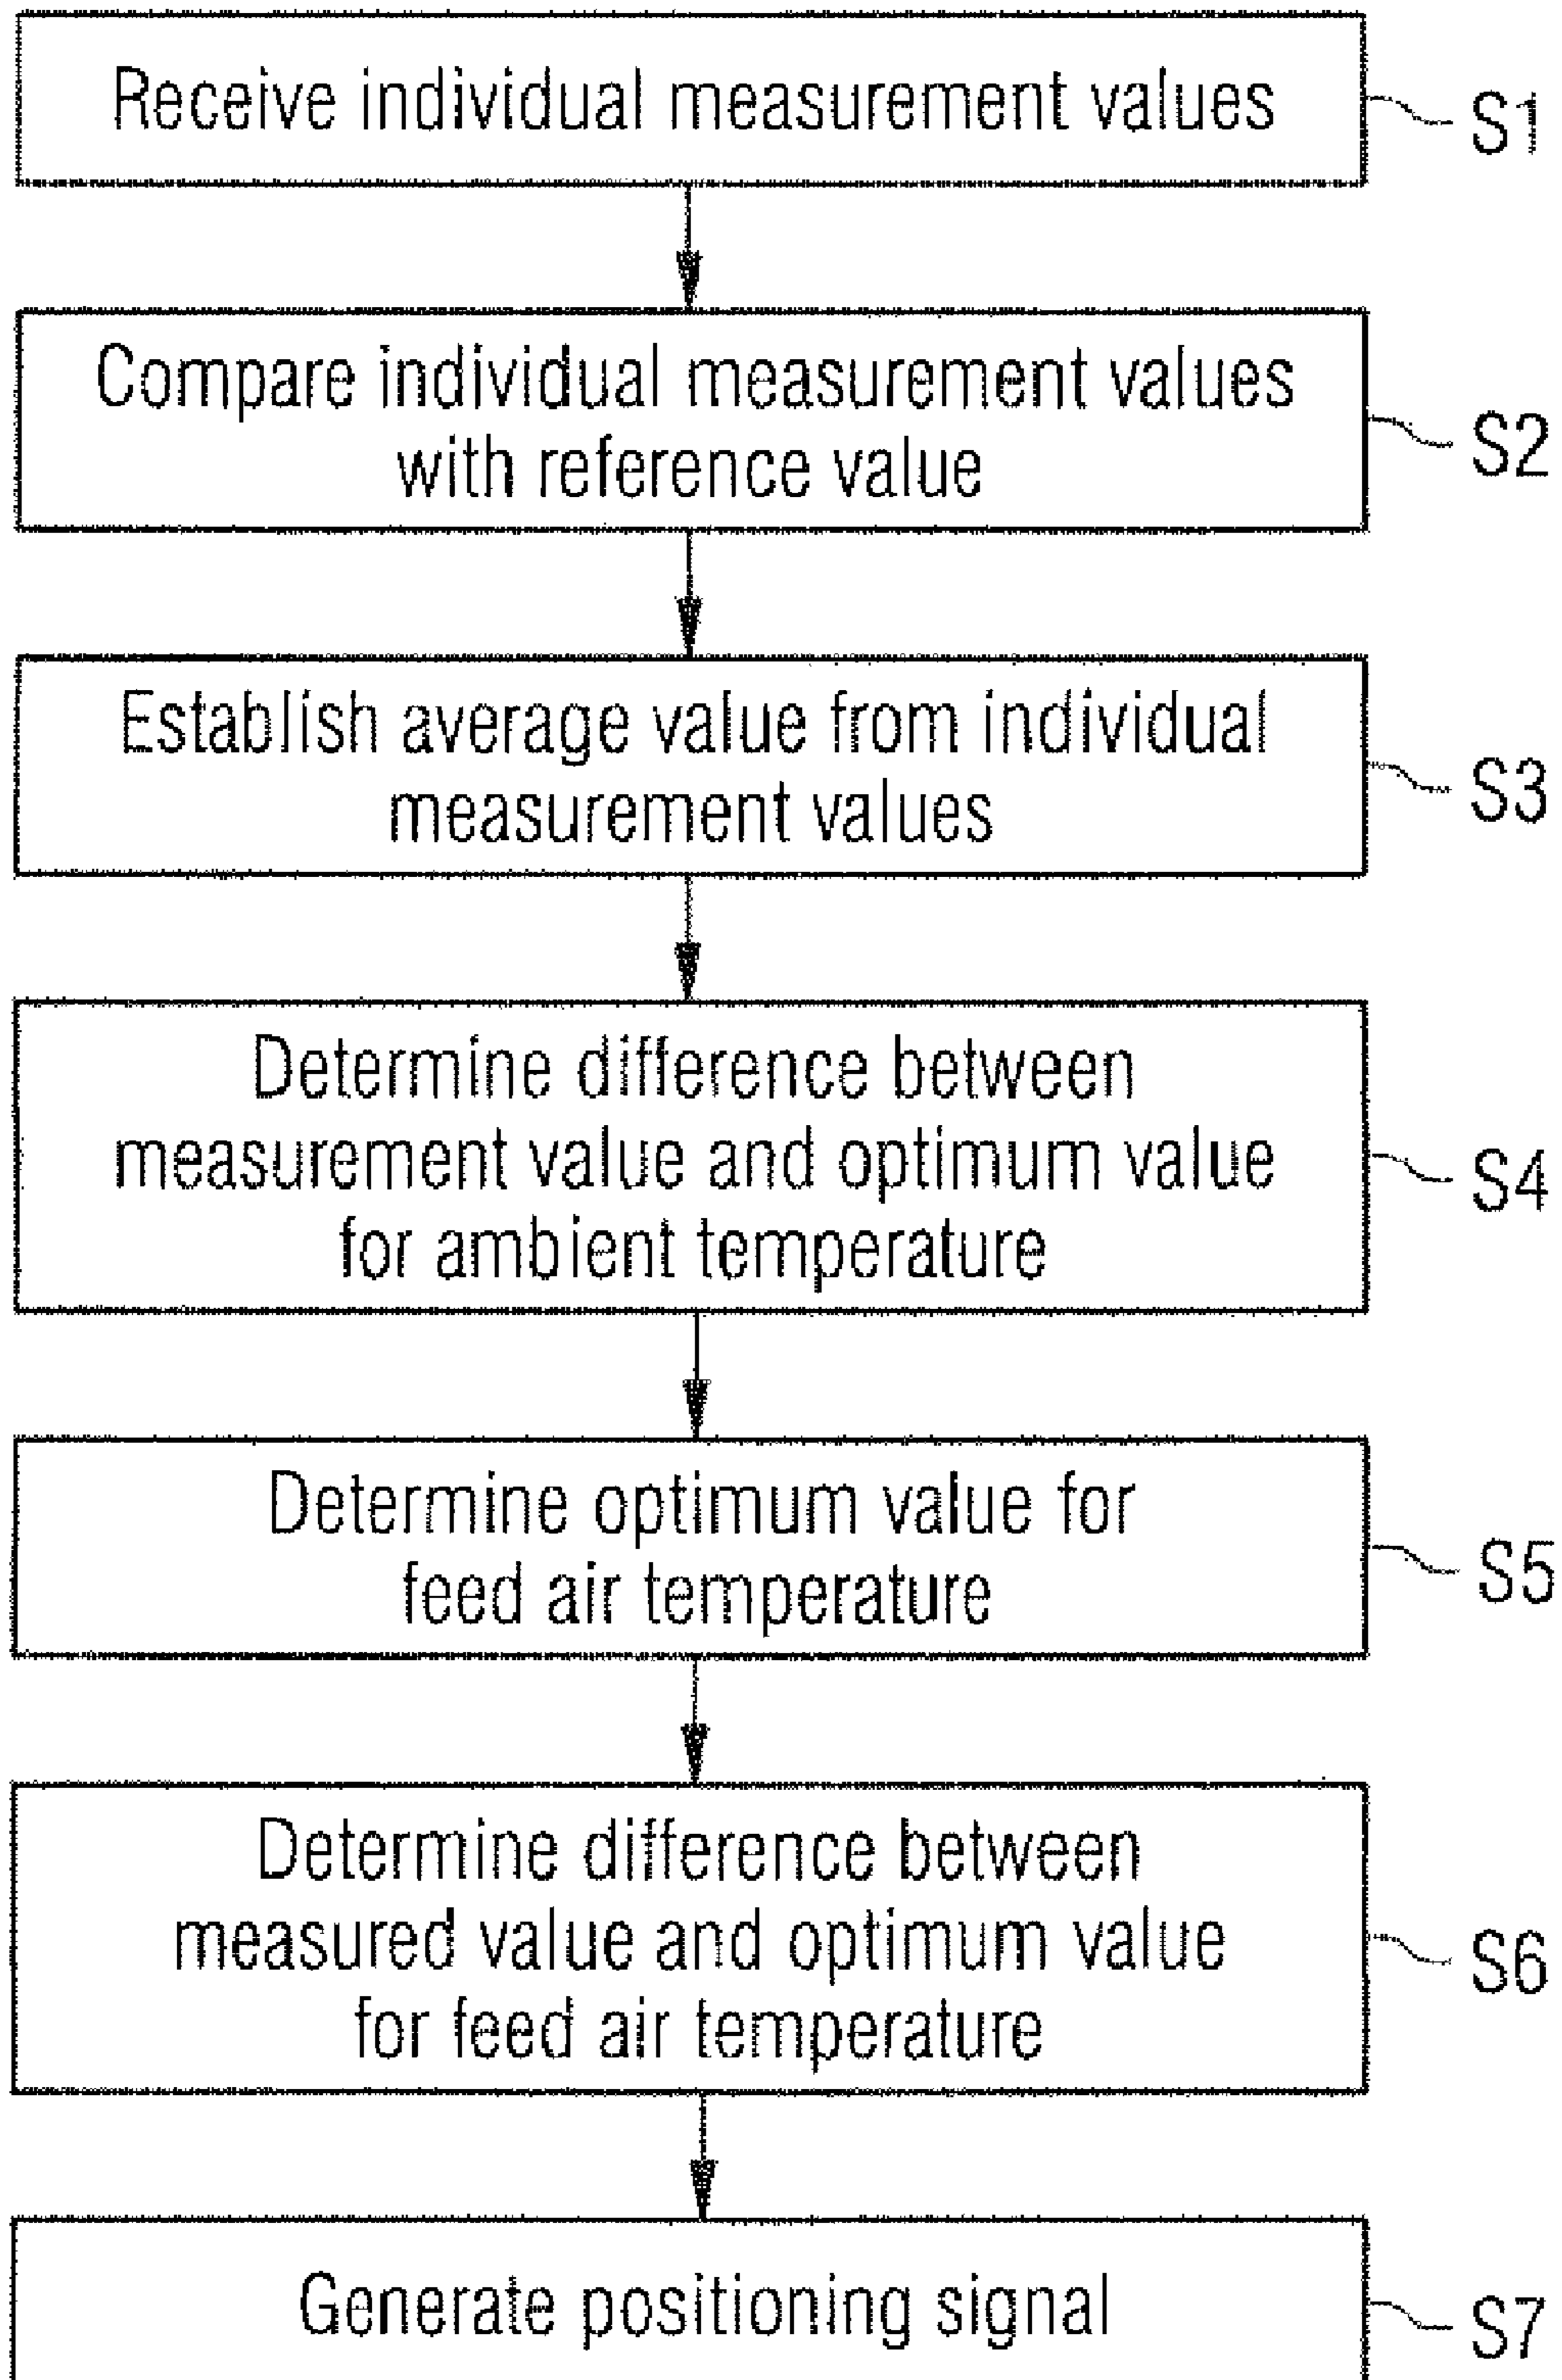 Receive individual measurement values
S1
Compare individual measurement values
with reference value
S2
Establish average value from individual
measurement values
S3
Determine difference between
measurement value and optimum value
for ambient temperature
S4
Determine optimum value for
feed air temperature
S5
Determine difference between
measured value and optimum value
for feed air temperature
S6
Generate positioning signal
S7